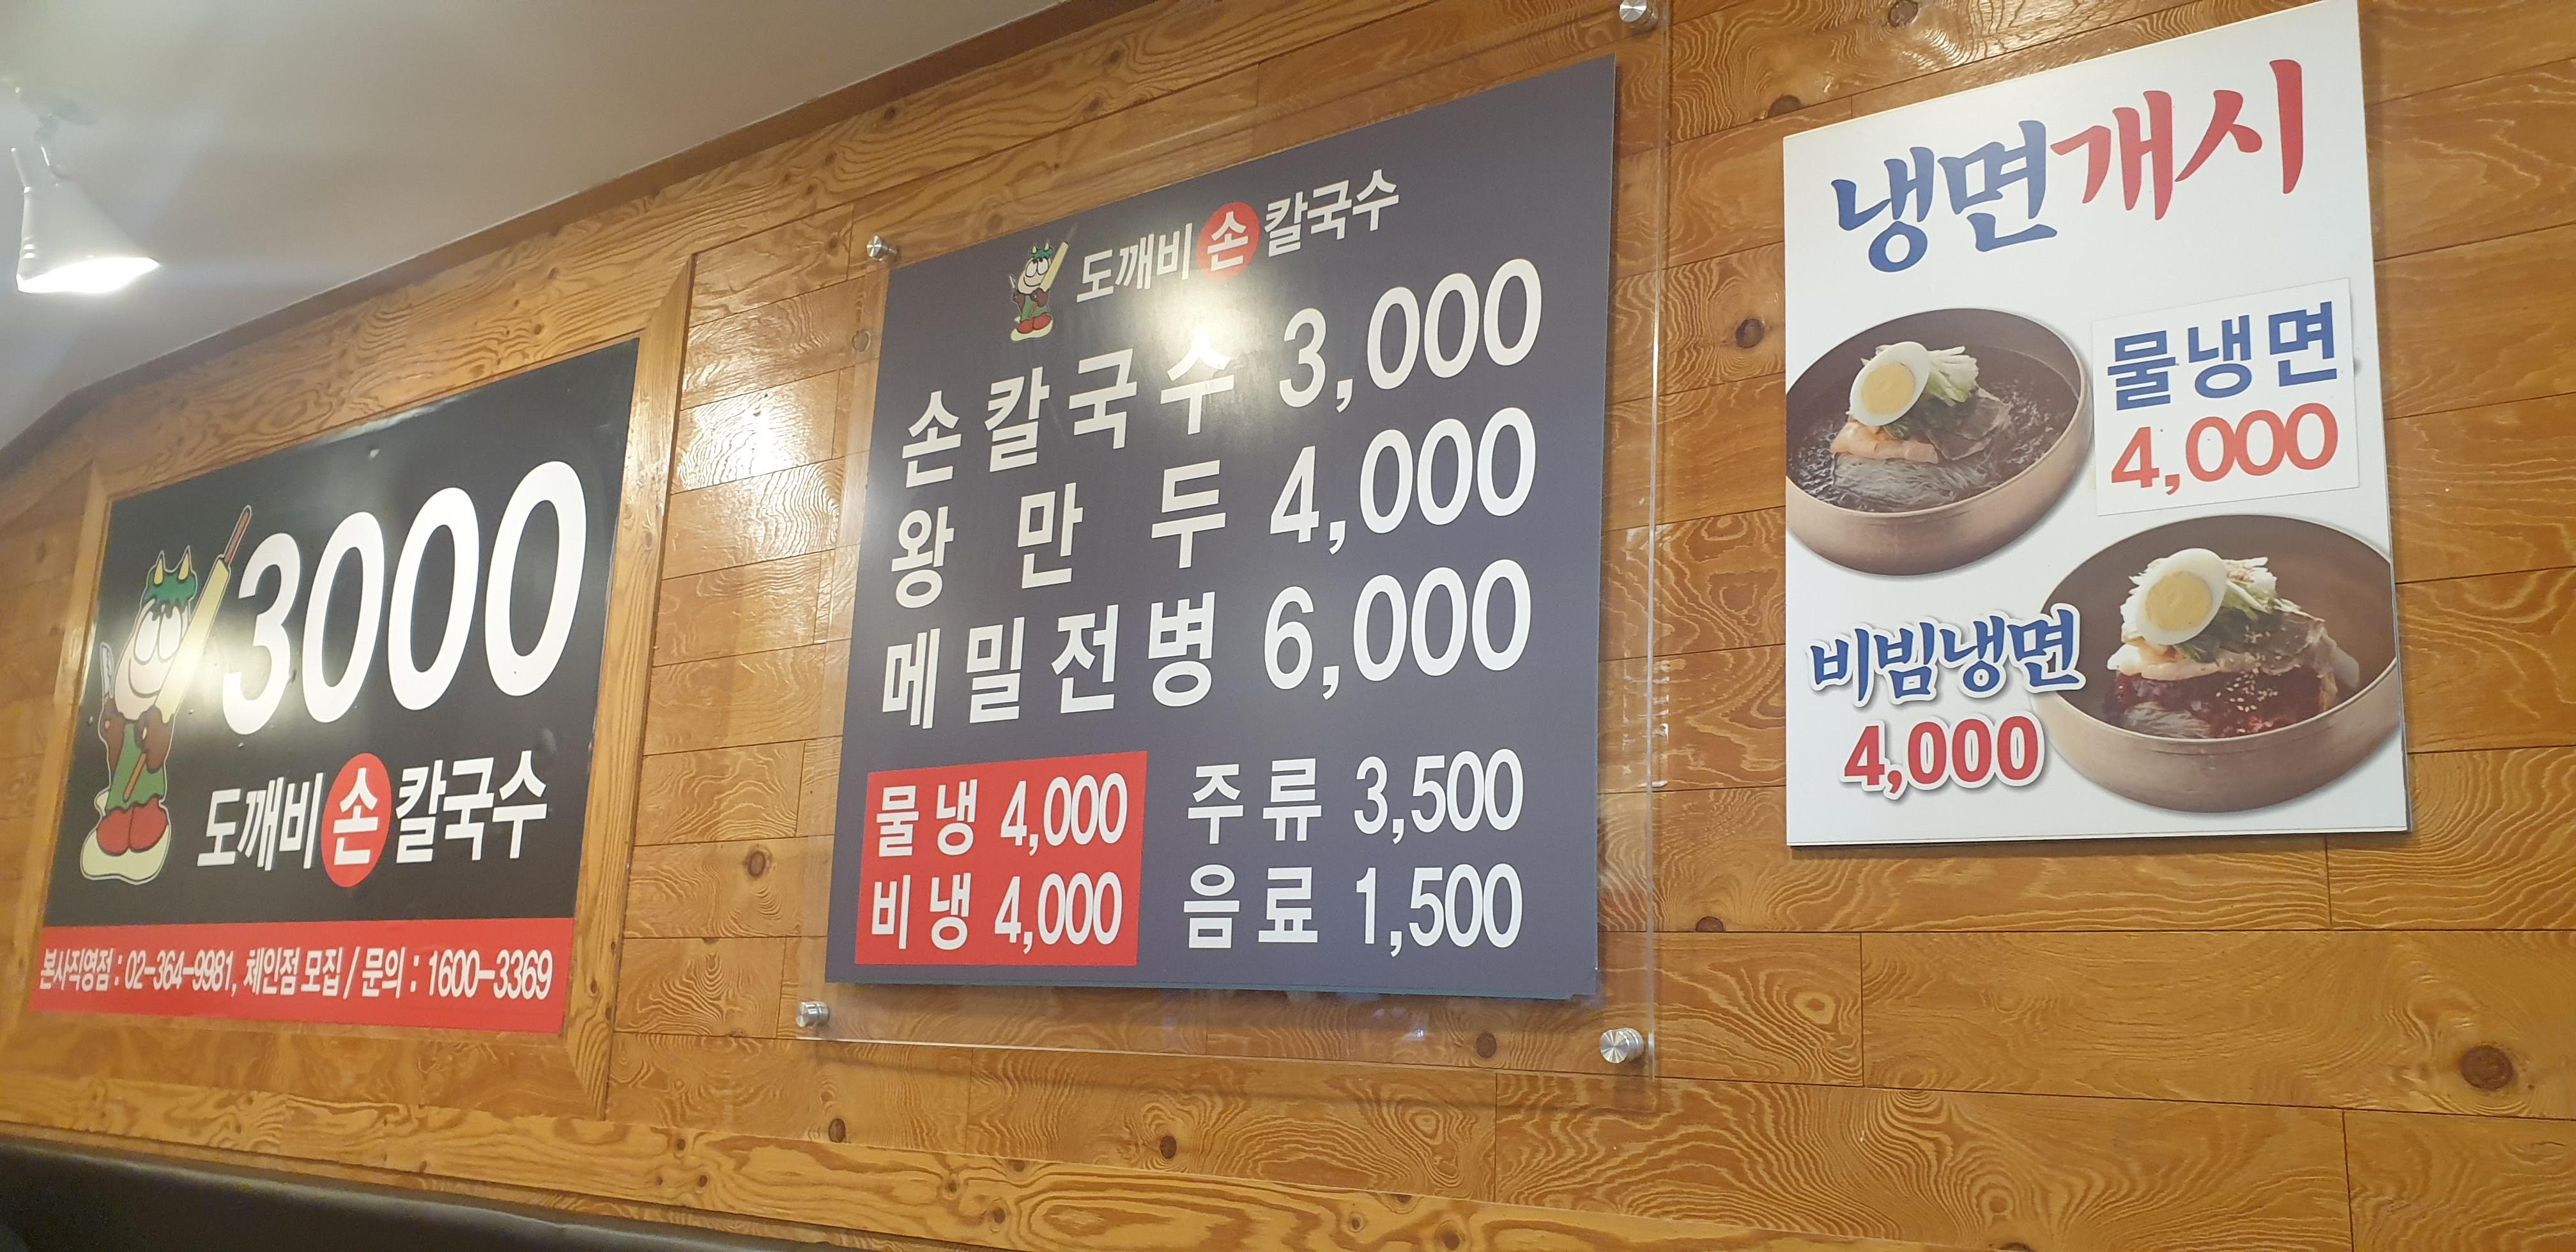 3000
도깨비 손 칼국수
본사직영점 : 02-364-9981, 체인점 모집 / 문의 : 1600-3369
도깨비 손 칼국수
손칼국수 3,000
왕만두 4,000
메밀전병 6,000
물냉 4,000
비냉 4,000
주류 3,500
음료 1,500
냉면개시
물냉면
4,000
비빔냉면
4,000